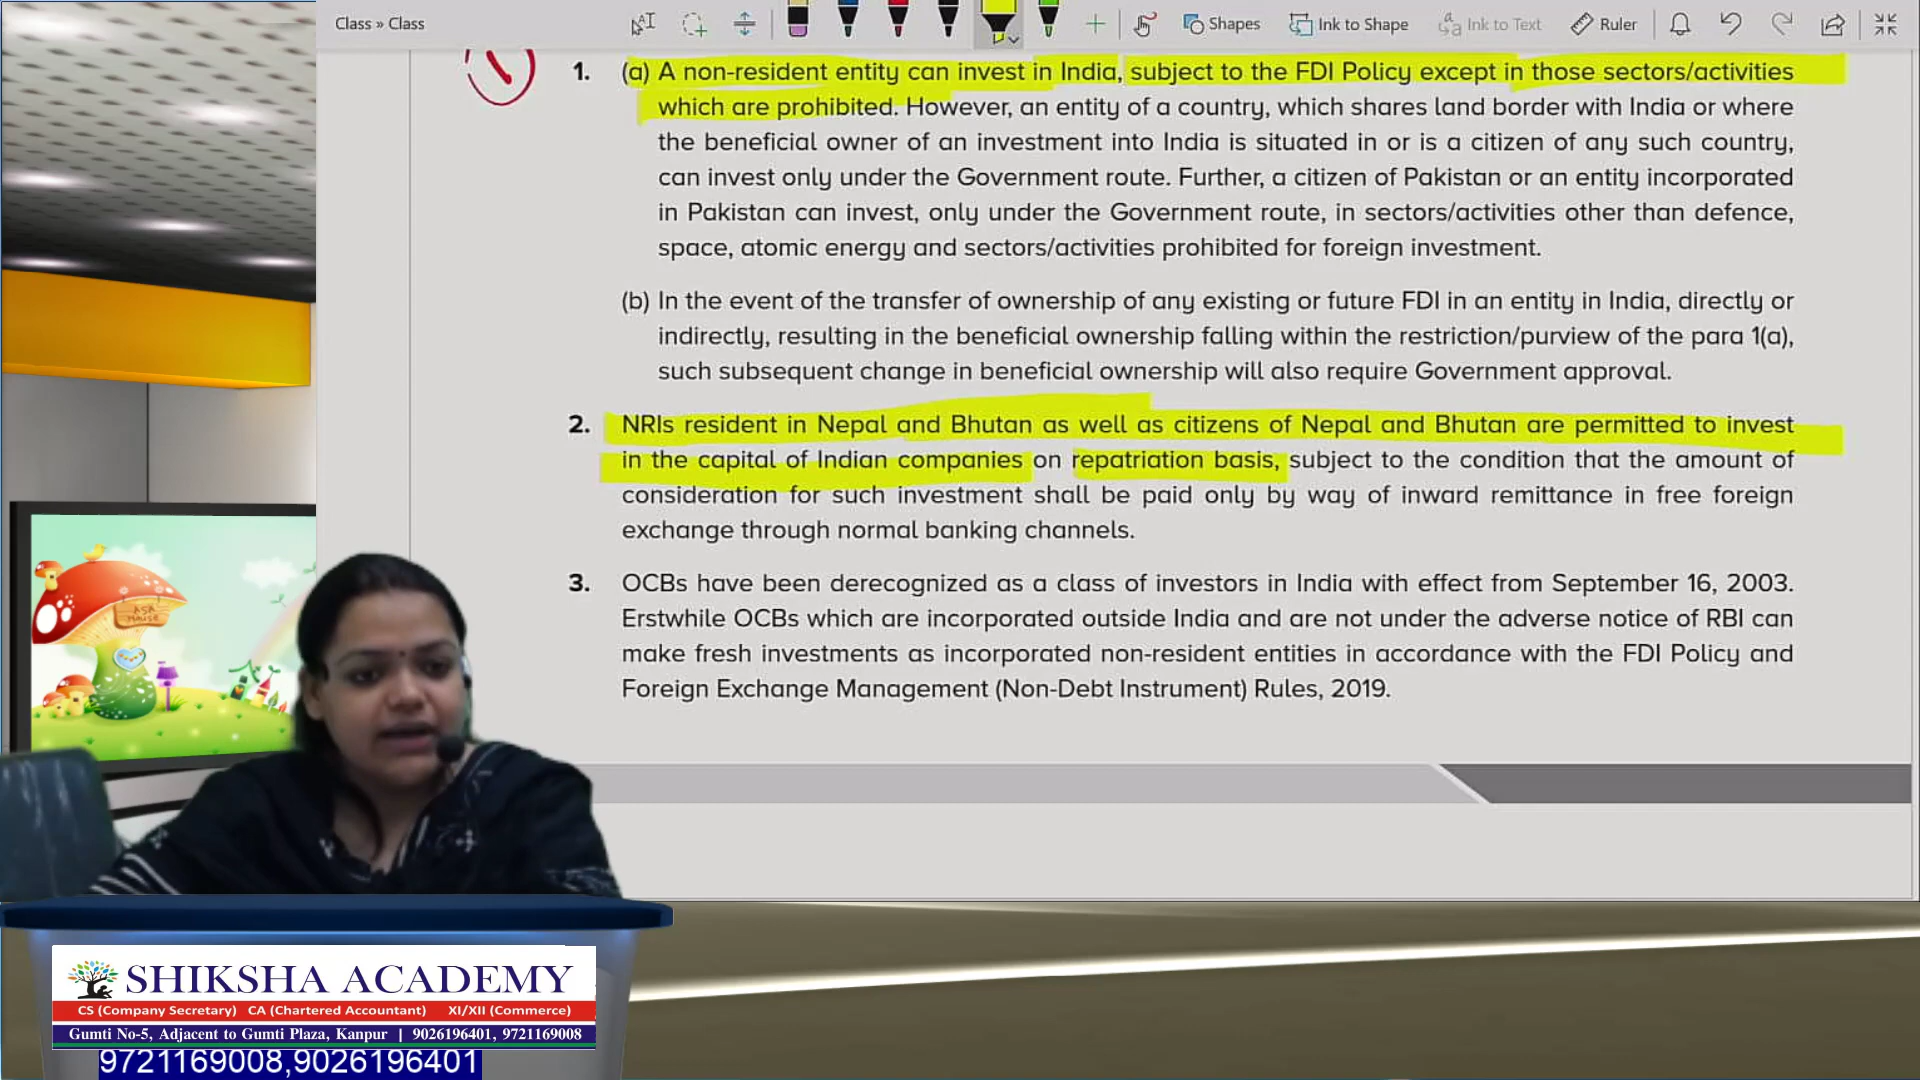 Class » Class
Shapes
Ink to Shape
Ink to Text
Ruler
1. (a) A non-resident entity can invest in India, subject to the FDI Policy except in those sectors/activities
which are prohibited. However, an entity of a country, which shares land border with India or where
the beneficial owner of an investment into India is situated in or is a citizen of any such country,
can invest only under the Government route. Further, a citizen of Pakistan or an entity incorporated
in Pakistan can invest, only under the Government route, in sectors/activities other than defence,
space, atomic energy and sectors/activities prohibited for foreign investment.
(b) In the event of the transfer of ownership of any existing or future FDI in an entity in India, directly or
indirectly, resulting in the beneficial ownership falling within the restriction/purview of the para 1(a),
such subsequent change in beneficial ownership will also require Government approval.
2. NRIs resident in Nepal and Bhutan as well as citizens of Nepal and Bhutan are permitted to invest
in the capital of Indian companies on repatriation basis, subject to the condition that the amount of
consideration for such investment shall be paid only by way of inward remittance in free foreign
exchange through normal banking channels.
3. OCBs have been derecognized as a class of investors in India with effect from September 16, 2003.
Erstwhile OCBs which are incorporated outside India and are not under the adverse notice of RBI can
make fresh investments as incorporated non-resident entities in accordance with the FDI Policy and
Foreign Exchange Management (Non-Debt Instrument) Rules, 2019.
ASA
House
SHIKSHA ACADEMY
CS (Company Secretary) CA (Chartered Accountant) XI/XII (Commerce)
Gumti No-5, Adjacent to Gumti Plaza, Kanpur | 9026196401, 9721169008
9721169008,9026196401